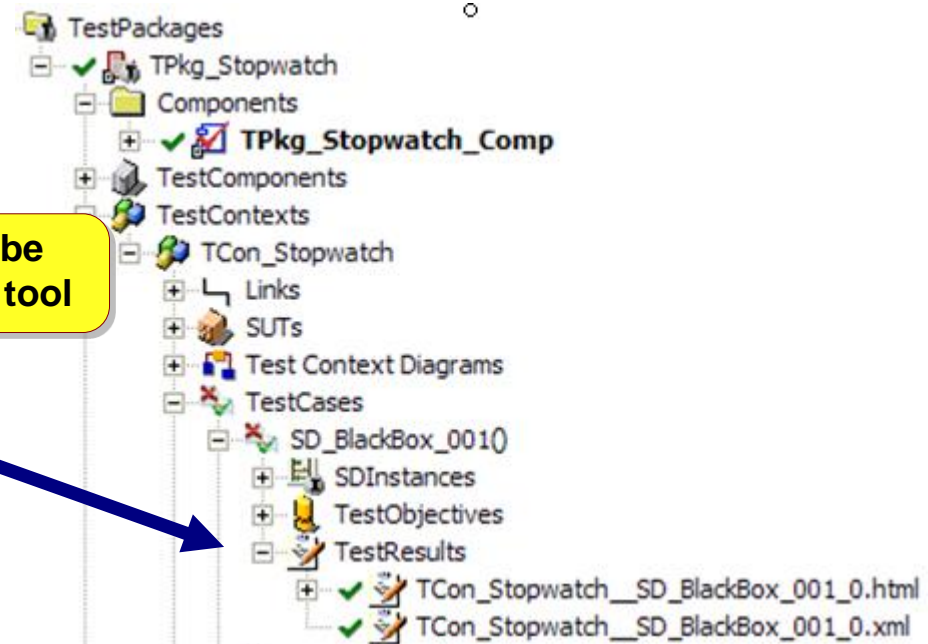 TestPackages
TPkg_Stopwatch
Components
TPkg_Stopwatch_Comp
TestComponents
TestContexts
TCon_Stopwatch
be
tool
Links
SUTs
Test Context Diagrams
TestCases
SD_BlackBox_001()
SDInstances
TestObjectives
TestResults
TCon_Stopwatch__SD_BlackBox_001_0.html
TCon_Stopwatch__SD_BlackBox_001_0.xml